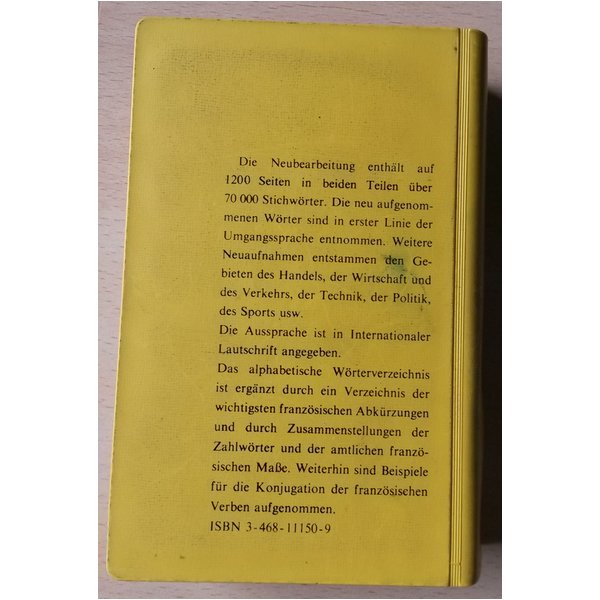 Die Neubearbeitung enthält auf
1200 Seiten in beiden Teilen über
70 000 Stichwörter. Die neu aufgenom-
menen Wörter sind in erster Linie der
Umgangssprache entnommen. Weitere
Neuaufnahmen entstammen den Ge-
bieten des Handels, der Wirtschaft und
des Verkehrs, der Technik, der Politik,
des Sports usw.
Die Aussprache ist in Internationaler
Lautschrift angegeben.
Das alphabetische Wörterverzeichnis
ist ergänzt durch ein Verzeichnis der
wichtigsten französischen Abkürzungen
und durch Zusammenstellungen der
Zahlwörter und der amtlichen franzö-
sischen Maße. Weiterhin sind Beispiele
für die Konjugation der französischen
Verben aufgenommen.
ISBN 3-468-11150-9